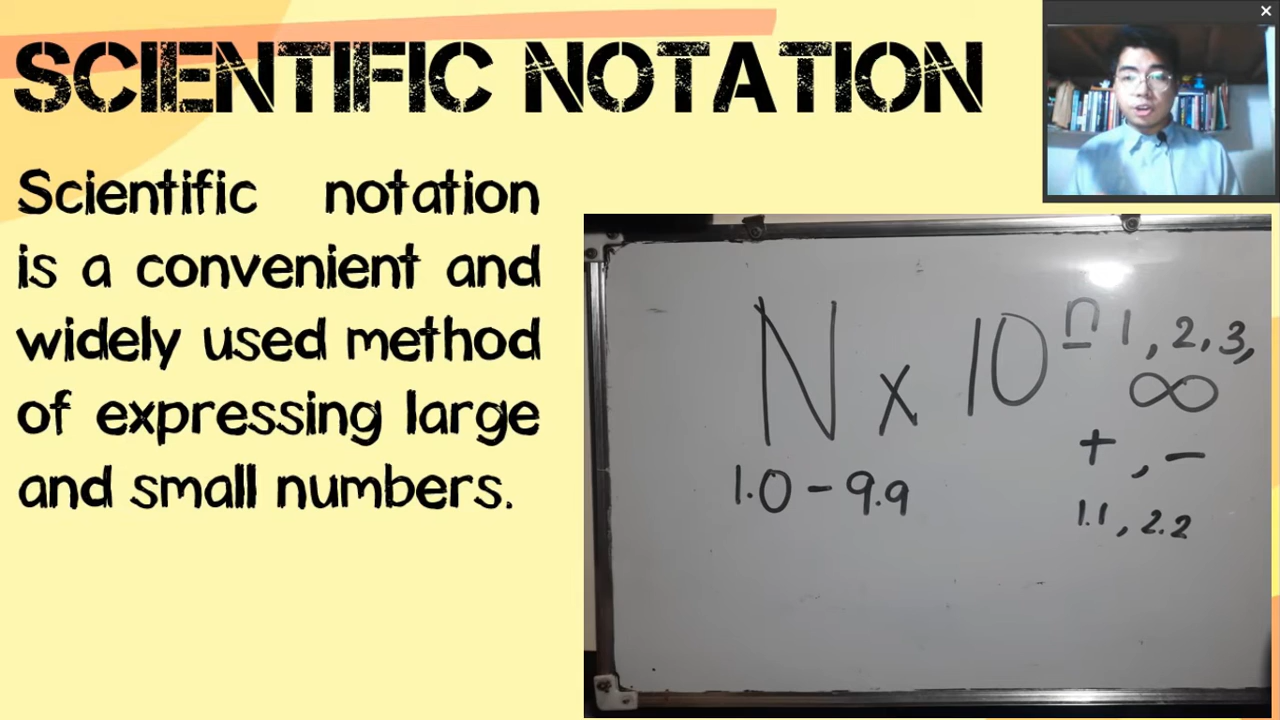 SCIENTIFIC NOTATION
Scientific notation
is a convenient and
widely used method
of expressing large
and small numbers.
N x 10 n 1, 2, 3,
∞
+, -
1.0 - 9.9
1.1, 2.2